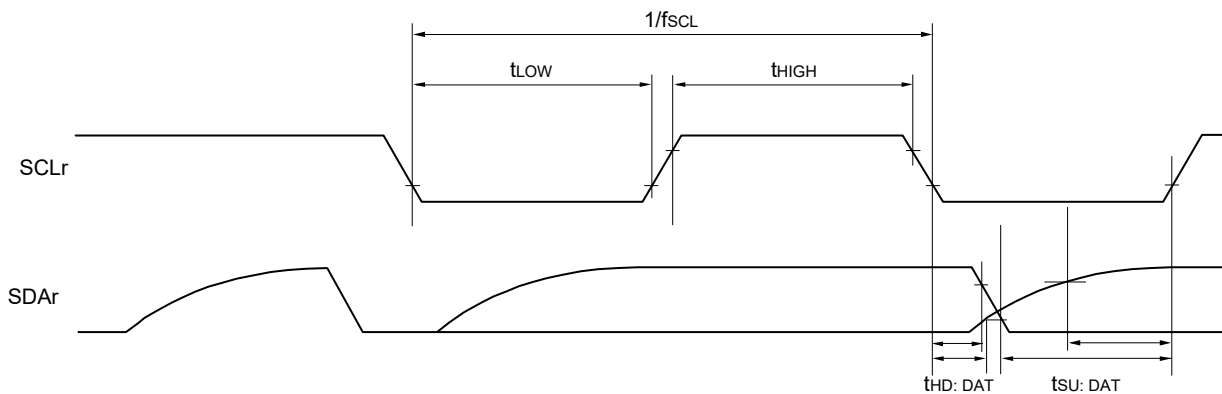 1/fSCL
tLOW
tHIGH
SCLr
SDAr
tHD: DAT
tSU: DAT